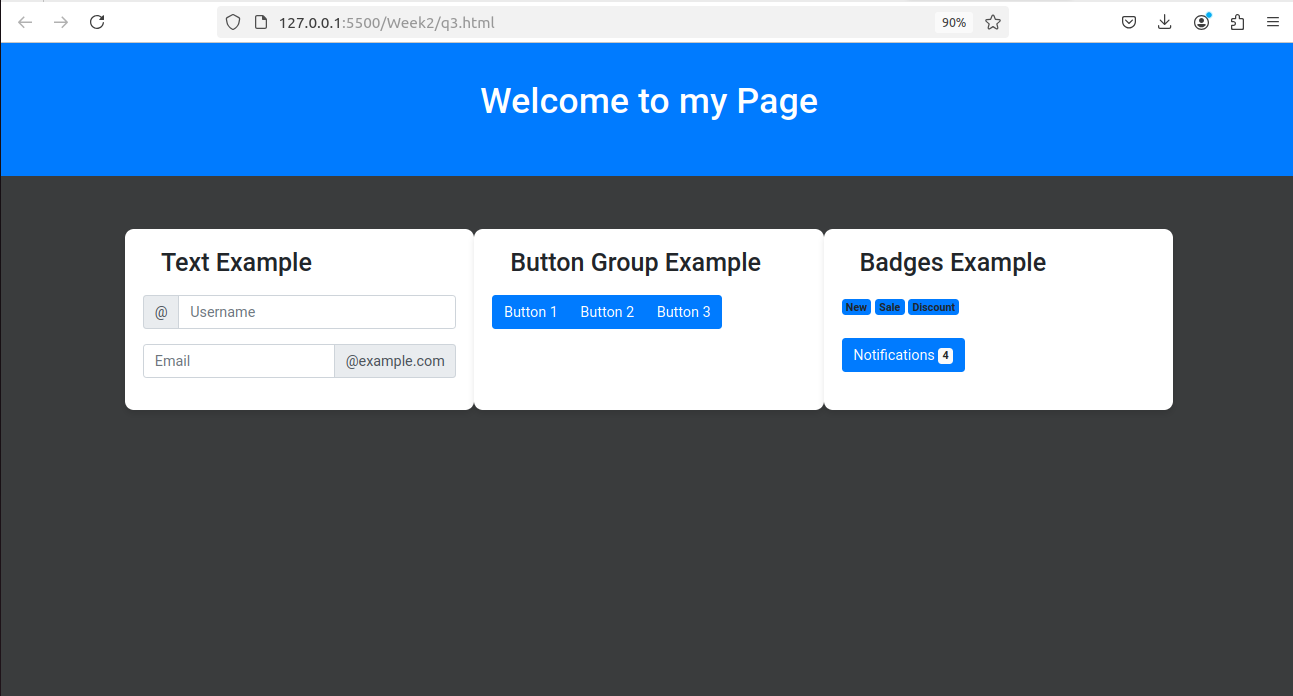 127.0.0.1:5500/Week2/q3.html
90%
Welcome to my Page
Text Example
@ Username
Email @example.com
Button Group Example
Button 1 Button 2 Button 3
Badges Example
New Sale Discount
Notifications 4